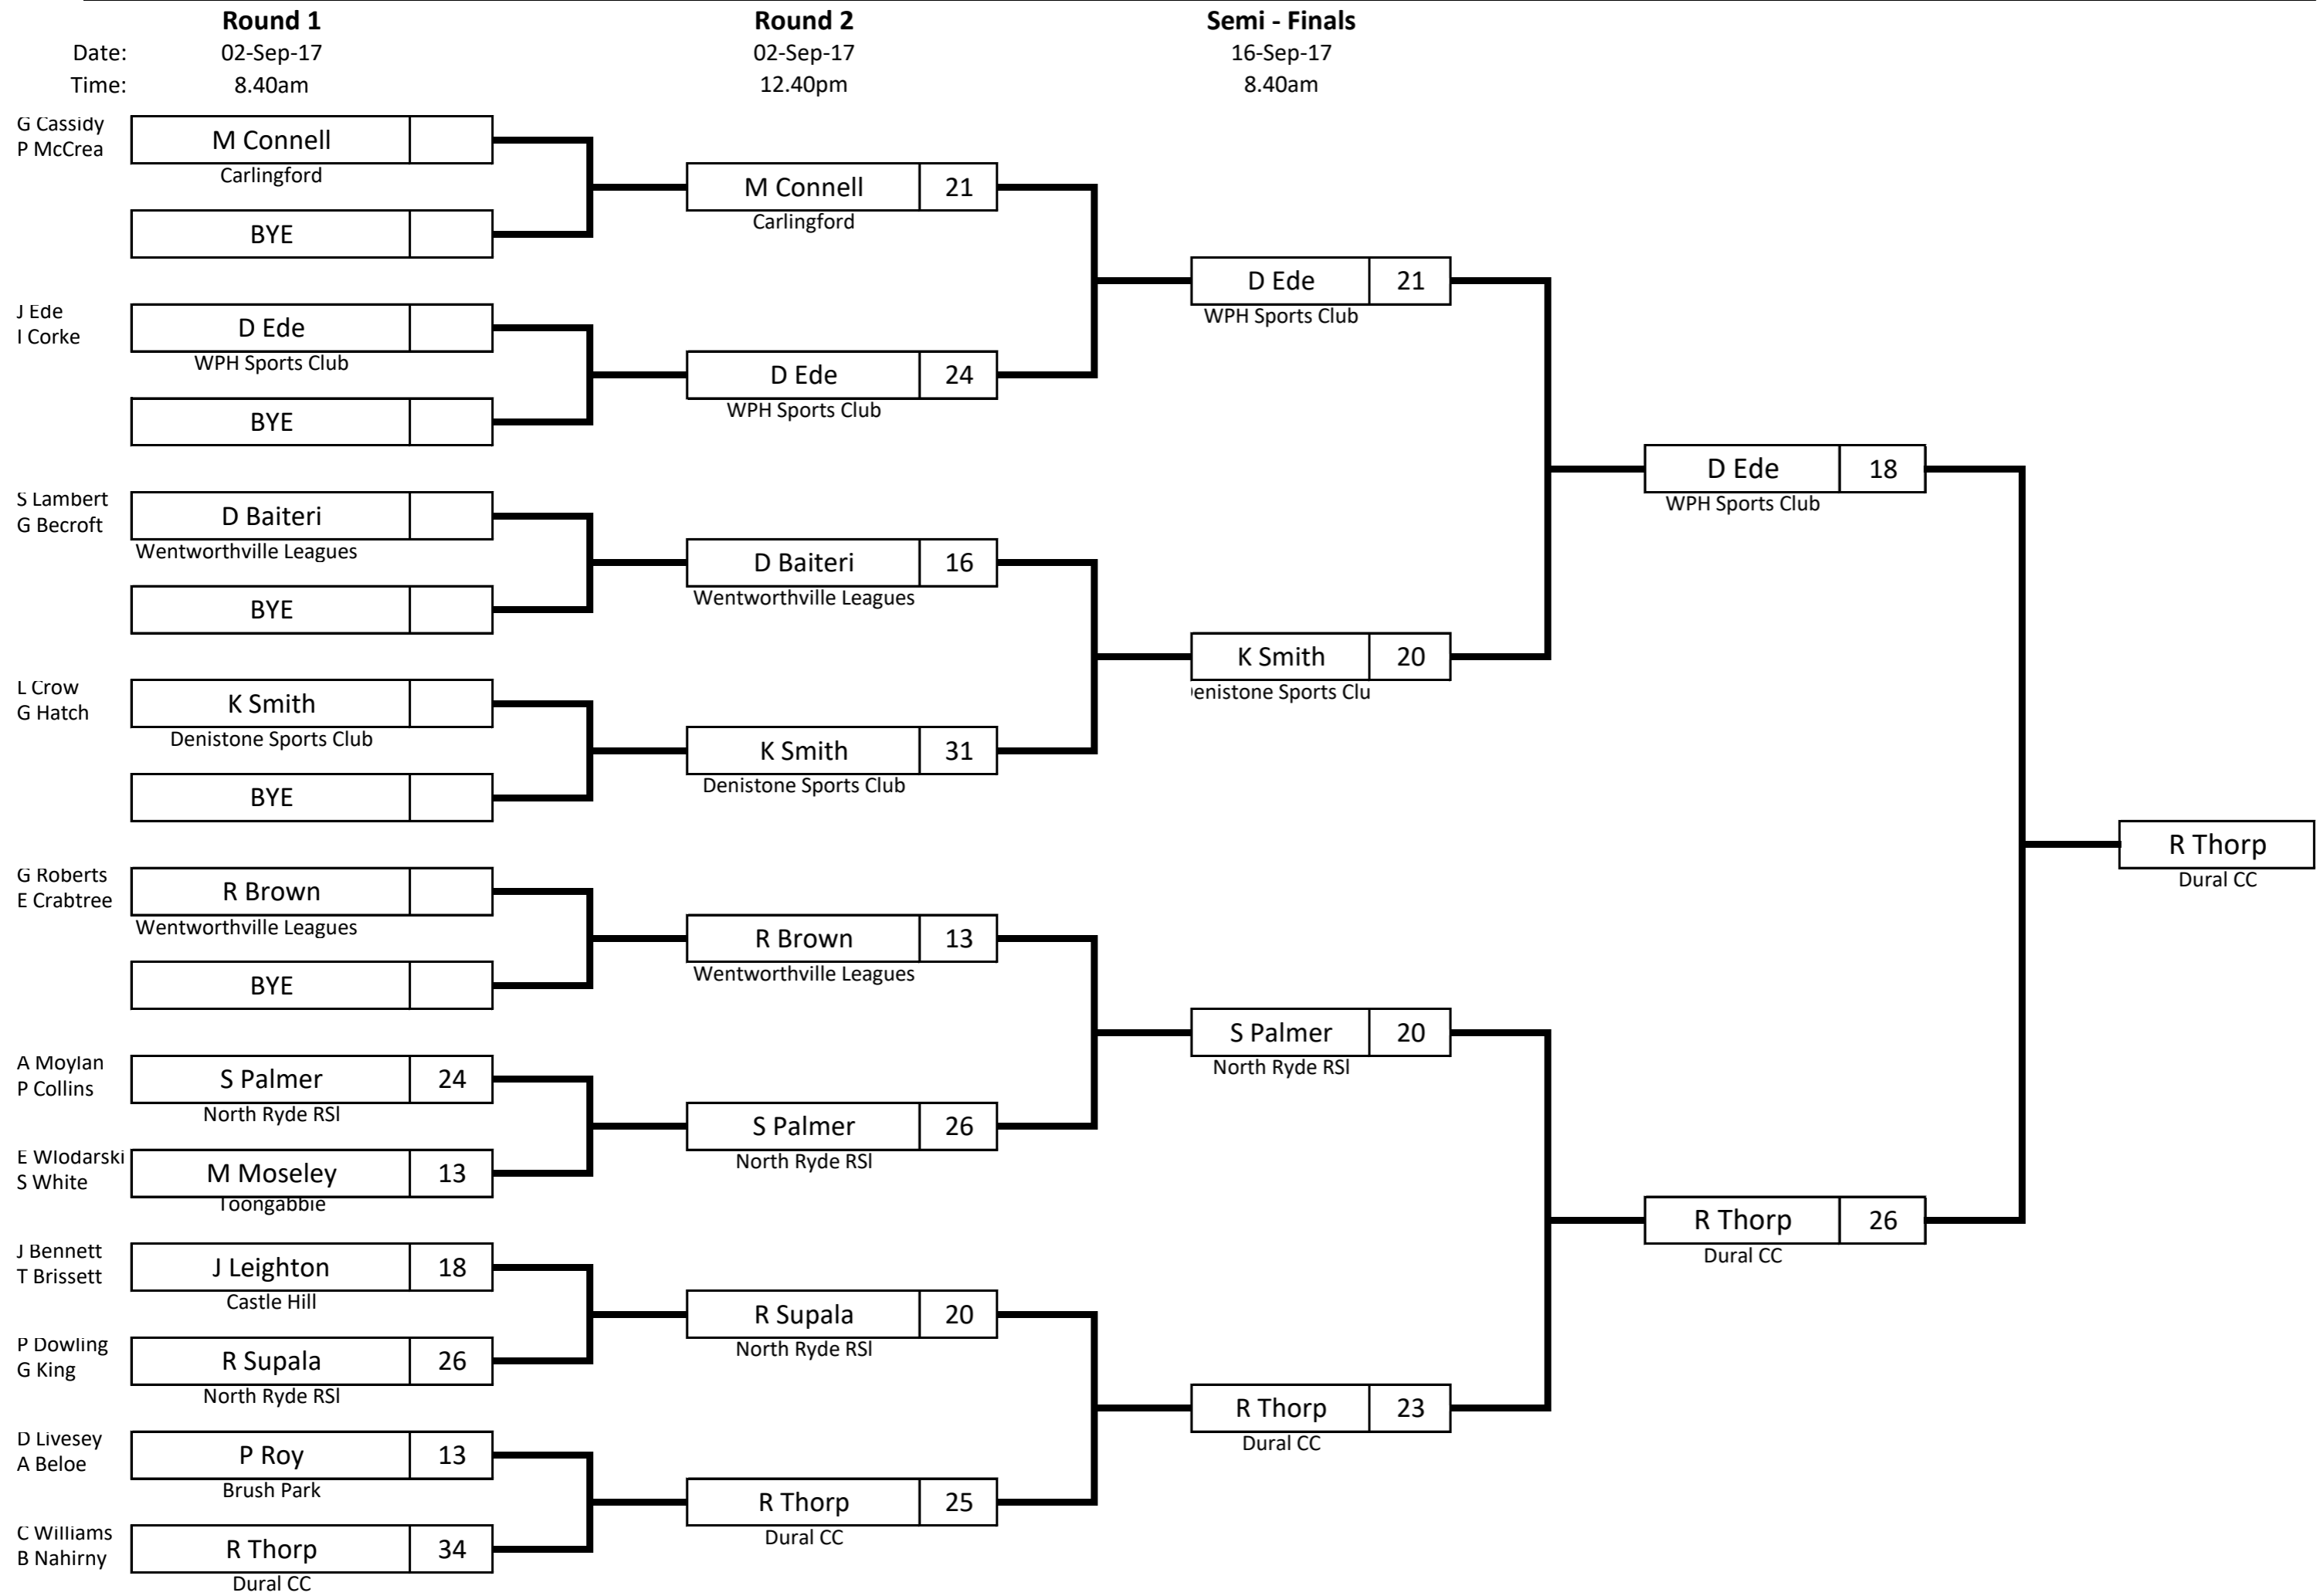 Round 1 Round 2 Semi - Finals
Date: 02-Sep-17 02-Sep-17 16-Sep-17
Time: 8.40am 12.40pm 8.40am
G Cassidy
P McCrea
M Connell
Carlingford
BYE
J Ede
I Corke
D Ede
WPH Sports Club
BYE
S Lambert
G Becroft
D Baiteri
Wentworthville Leagues
BYE
L Crow
G Hatch
K Smith
Denistone Sports Club
BYE
G Roberts
E Crabtree
R Brown
Wentworthville Leagues
BYE
A Moylan
P Collins
S Palmer 24
North Ryde RSl
E Wlodarski
S White
M Moseley 13
Toongabbie
J Bennett
T Brissett
J Leighton 18
Castle Hill
P Dowling
G King
R Supala 26
North Ryde RSl
D Livesey
A Beloe
P Roy 13
Brush Park
C Williams
B Nahirny
R Thorp 34
Dural CC
M Connell 21
Carlingford
D Ede 24
WPH Sports Club
D Baiteri 16
Wentworthville Leagues
K Smith 31
Denistone Sports Club
R Brown 13
Wentworthville Leagues
S Palmer 26
North Ryde RSl
R Supala 20
North Ryde RSl
R Thorp 25
Dural CC
D Ede 21
WPH Sports Club
K Smith 20
enistone Sports Clu
S Palmer 20
North Ryde RSl
R Thorp 23
Dural CC
D Ede 18
WPH Sports Club
R Thorp 26
Dural CC
R Thorp
Dural CC